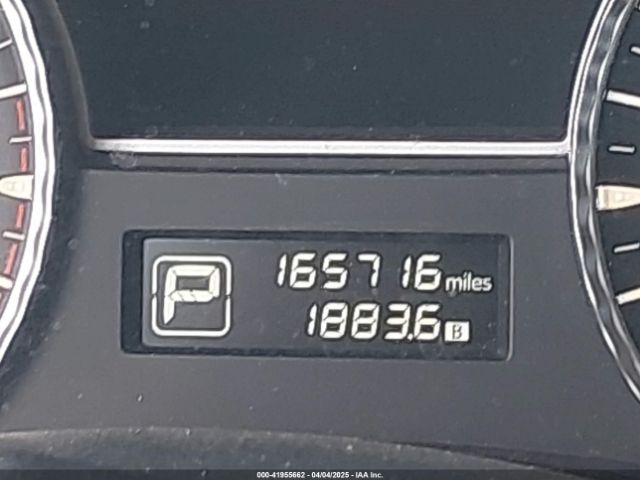 P
165716 miles
1883.6 B
000-41955662 - 04/04/2025 - IAA Inc.